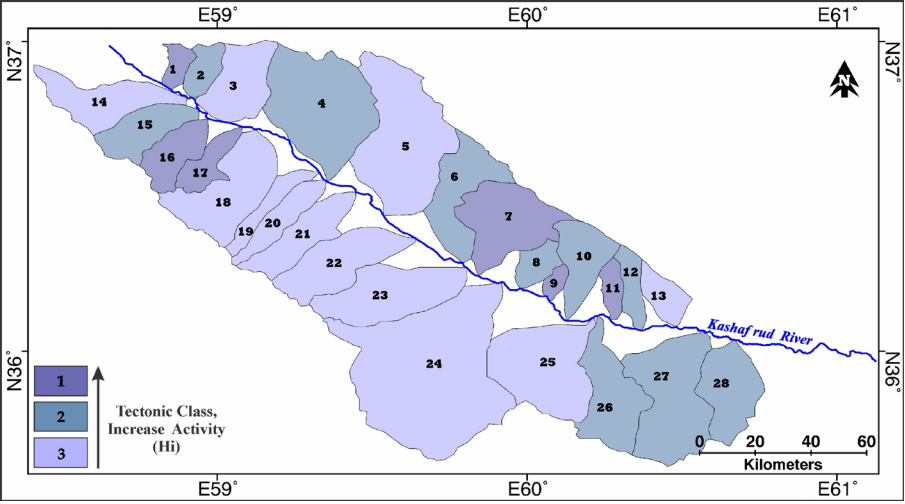 E59° E60° E61°
N37° N37°
N
1 2 3
4
5
14
15
16
17
6
18
7
19 20 21
22
8 10
9 11 12
13
23
Kashaf rud River
24 25
26 27 28
N36° N36°
1
2
3
Tectonic Class,
Increase Activity
(Hi)
0 20 40 60
Kilometers
E59° E60° E61°